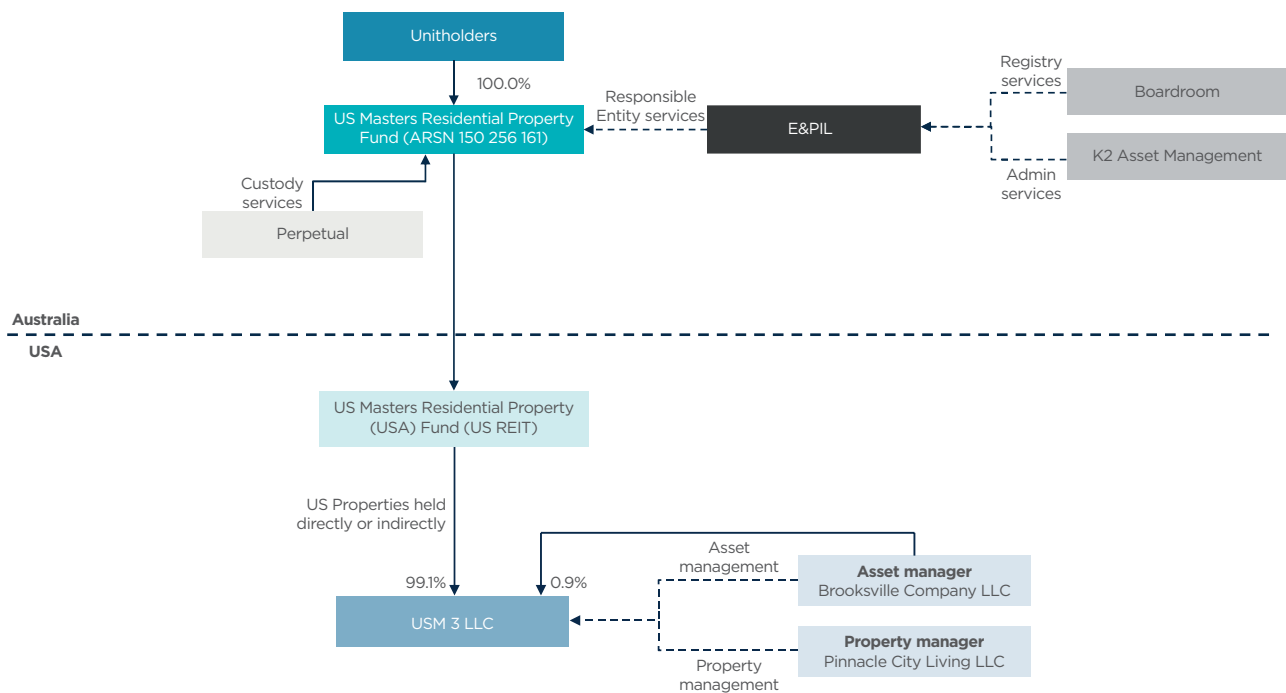 Unitholders
100.0%
US Masters Residential Property
Fund (ARSN 150 256 161)
Responsible
Entity services
E&PIL
Registry
services
Boardroom
K2 Asset Management
Admin
services
Custody
services
Perpetual
Australia
USA
US Masters Residential Property
(USA) Fund (US REIT)
US Properties held
directly or indirectly
99.1%
0.9%
USM 3 LLC
Asset
management
Asset manager
Brooksville Company LLC
Property manager
Pinnacle City Living LLC
Property
management